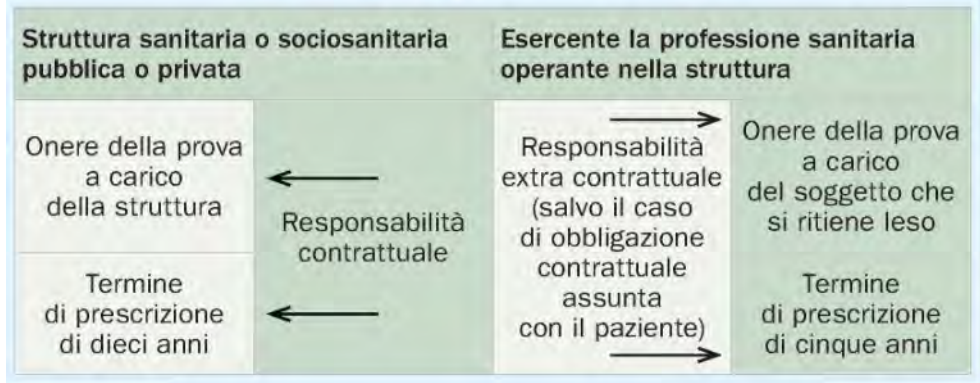 Struttura sanitaria o sociosanitaria
pubblica o privata
Esercente la professione sanitaria
operante nella struttura
Onere della prova
a carico
della struttura
Termine
di prescrizione
di dieci anni
Responsabilità
contrattuale
Responsabilità
extra contrattuale
(salvo il caso
di obbligazione
contrattuale
assunta
con il paziente)
Onere della prova
a carico
del soggetto che
si ritiene leso
Termine
di prescrizione
di cinque anni